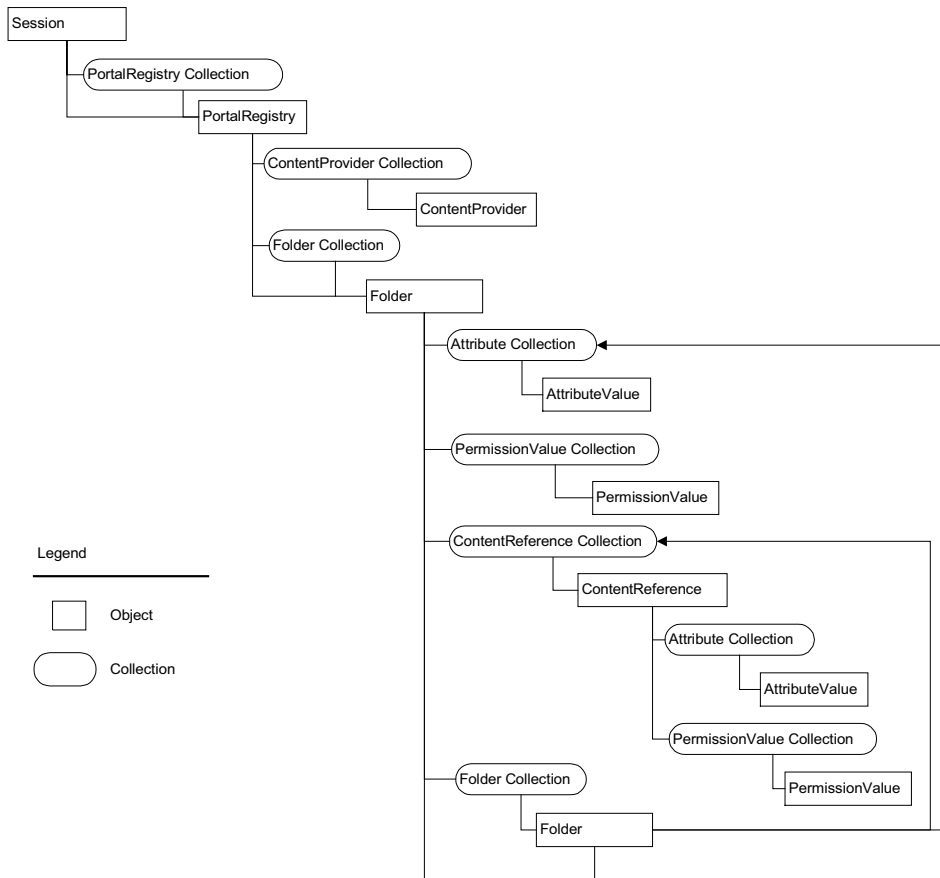 Session
PortalRegistry Collection
PortalRegistry
ContentProvider Collection
ContentProvider
Folder Collection
Folder
Attribute Collection
AttributeValue
PermissionValue Collection
PermissionValue
ContentReference Collection
ContentReference
Attribute Collection
AttributeValue
PermissionValue Collection
PermissionValue
Folder Collection
Folder
Legend
Object
Collection